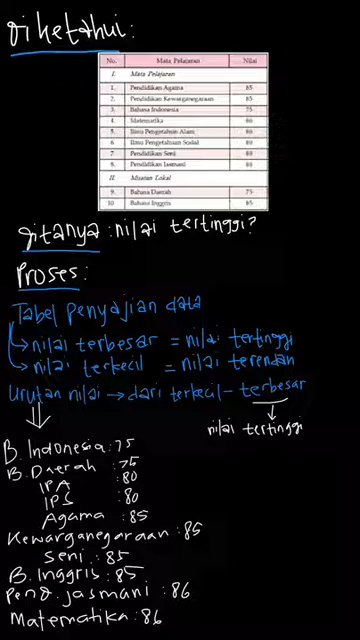 Diketahui:
No. Mata Pelajaran Nilai
I. Mata Pelajaran
1. Pendidikan Agama 85
2. Pendidikan Kewarganegaraan 85
3. Bahasa Indonesia 75
4. Matematika
5. Ilmu Pengetahuan Alam 80
6. Ilmu Pengetahuan Sosial 80
7 Pendidikan Seni
8. Pendidikan Jasmani
II. Muatan Lokal
9. Bahasa Daerah 75
10 Bahasa Inggris 85
Ditanya: nilai tertinggi?
Proses:
Tabel Penyajian data
nilai terbesar = nilai tertinggi
nilai terkecil = nilai terendan
Urutan nilai → dari terkecil - terbesar
nilai tertinggi
B. Indonesia: 75
B. Daerah : 75
IPA : 80
IPS : 80
Agama : 85
Kewarganegaraan : 85
Seni : 85
B. Inggris : 85
Pend. Jasmani : 86
Matematika : 86